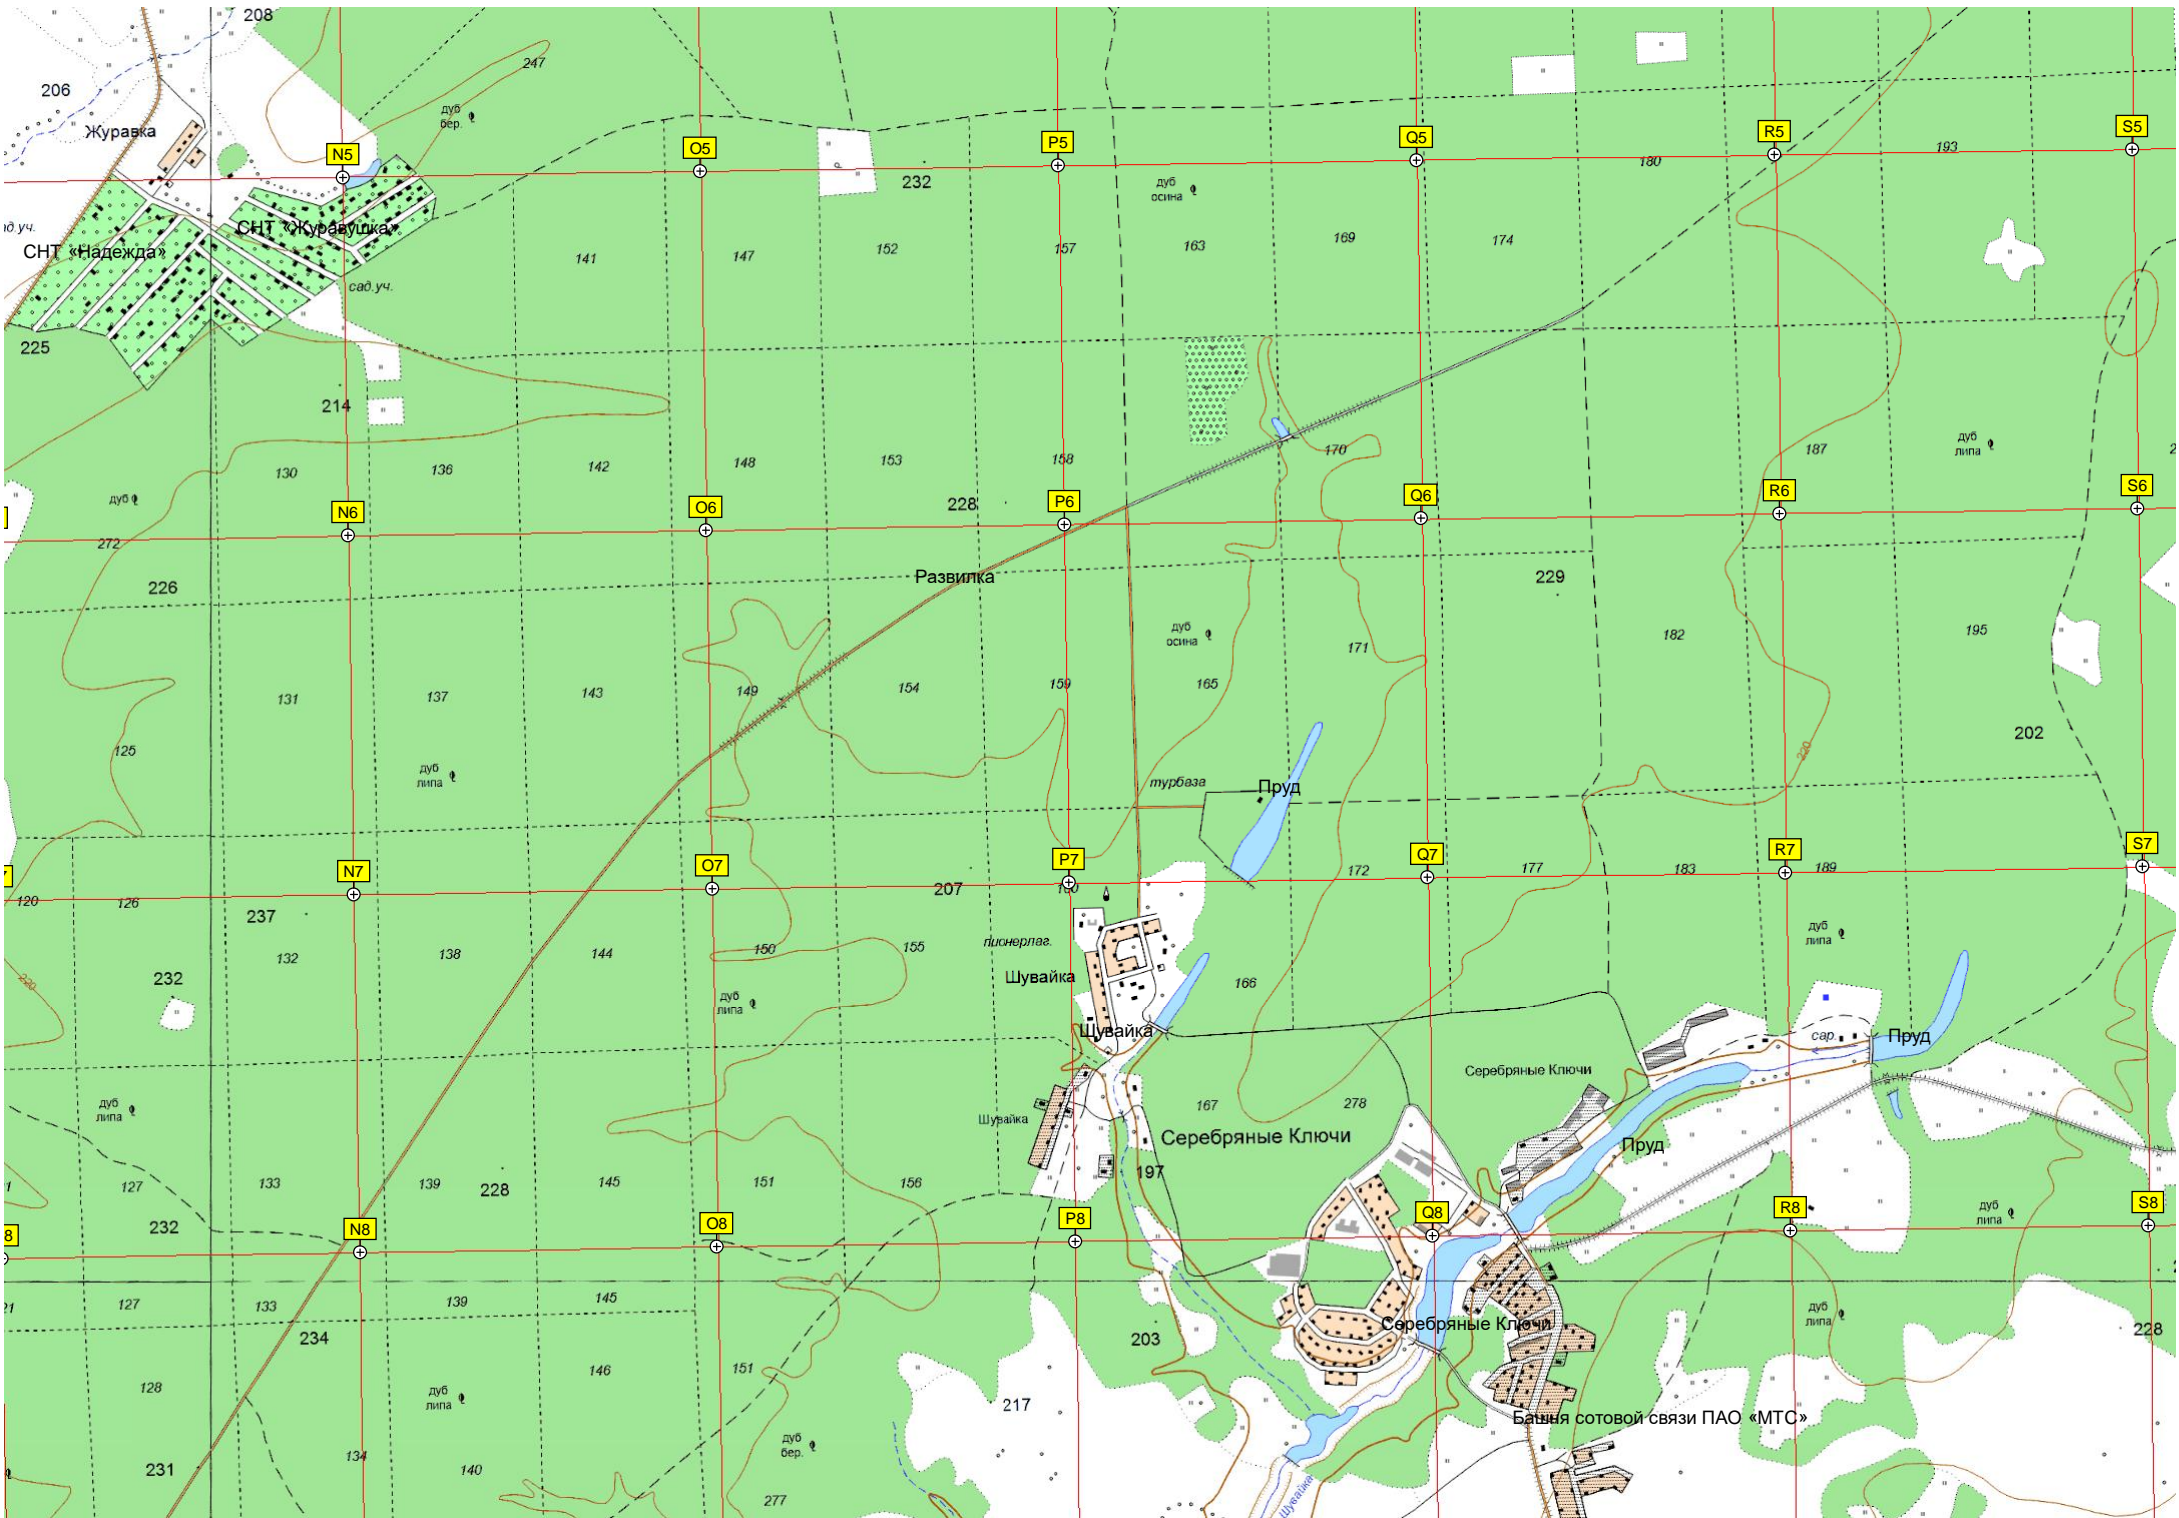 208
247
206
дуб
бер.
Журавка
N5
O5
P5
Q5
R5
S5
193
180
232
дуб
осина
СНТ «Журавушка»
СНТ «Надежда»
141
147
152
157
163
169
174
сад.уч.
225
214
130
136
142
148
153
158
170
187
дуб
липа
дуб
272
N6
O6
228
P6
Q6
R6
S6
226
Развилка
229
дуб
осина
171
182
195
131
137
143
149
154
159
165
125
202
220
дуб
липа
турбаза
Пруд
N7
O7
P7
Q7
R7
S7
120
126
237
207
172
177
183
189
132
138
144
150
155
пионерлаг.
дуб
липа
232
220
Шувайка
166
дуб
липа
Шувайка
сар.
Пруд
Серебряные Ключи
дуб
липа
Шувайка
167
278
Серебряные Ключи
Пруд
197
127
133
139
228
145
151
156
232
N8
O8
P8
Q8
R8
S8
8
дуб
липа
127
133
139
145
21
234
203
Серебряные Ключи
дуб
липа
228
128
146
151
дуб
липа
217
Башня сотовой связи ПАО «МТС»
231
134
140
дуб
бер.
277
Шувайка